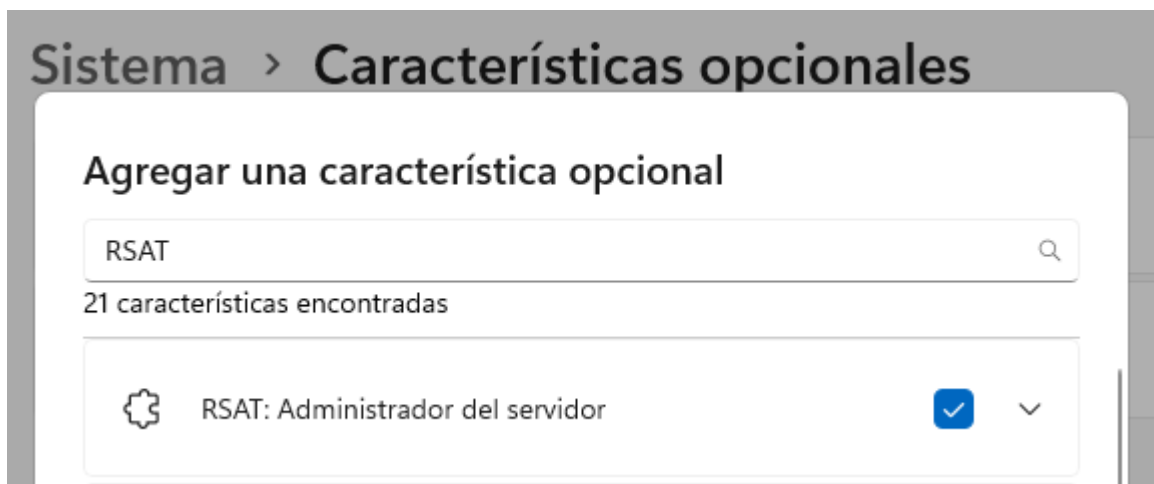 Sistema > Características opcionales
Agregar una característica opcional
RSAT
21 características encontradas
RSAT: Administrador del servidor